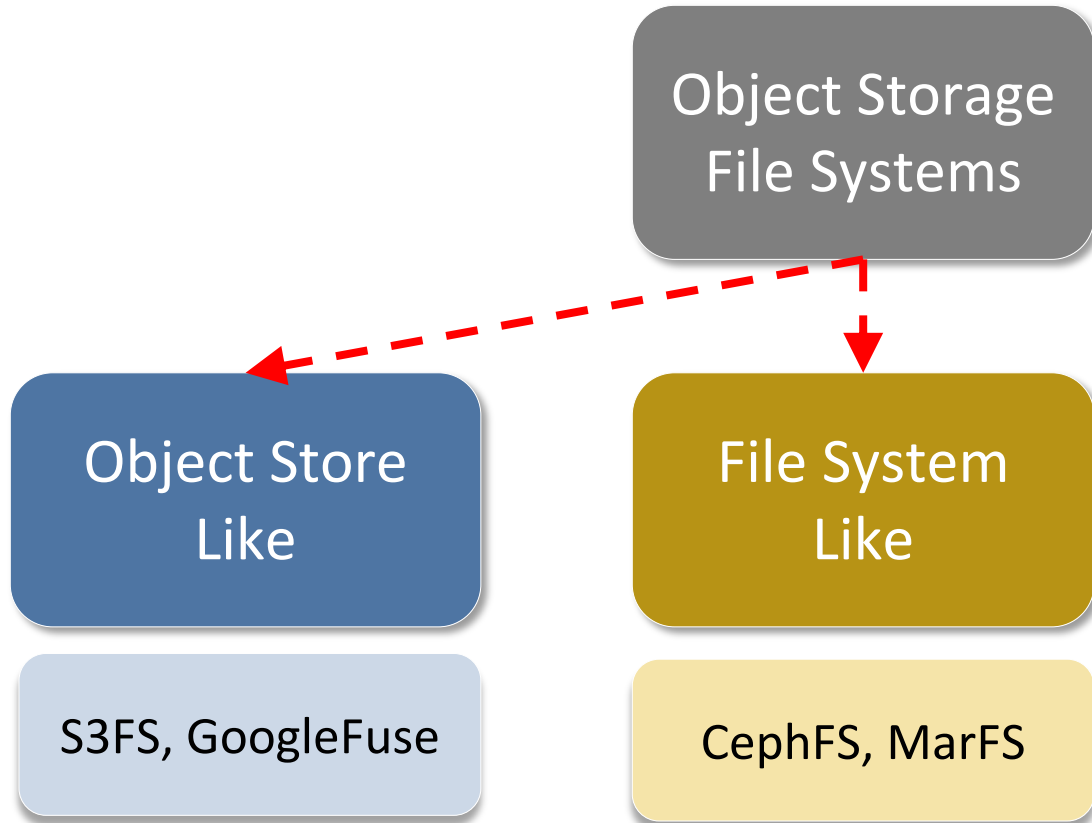 Object Storage
File Systems
Object Store
Like
File System
Like
S3FS, GoogleFuse
CephFS, MarFS